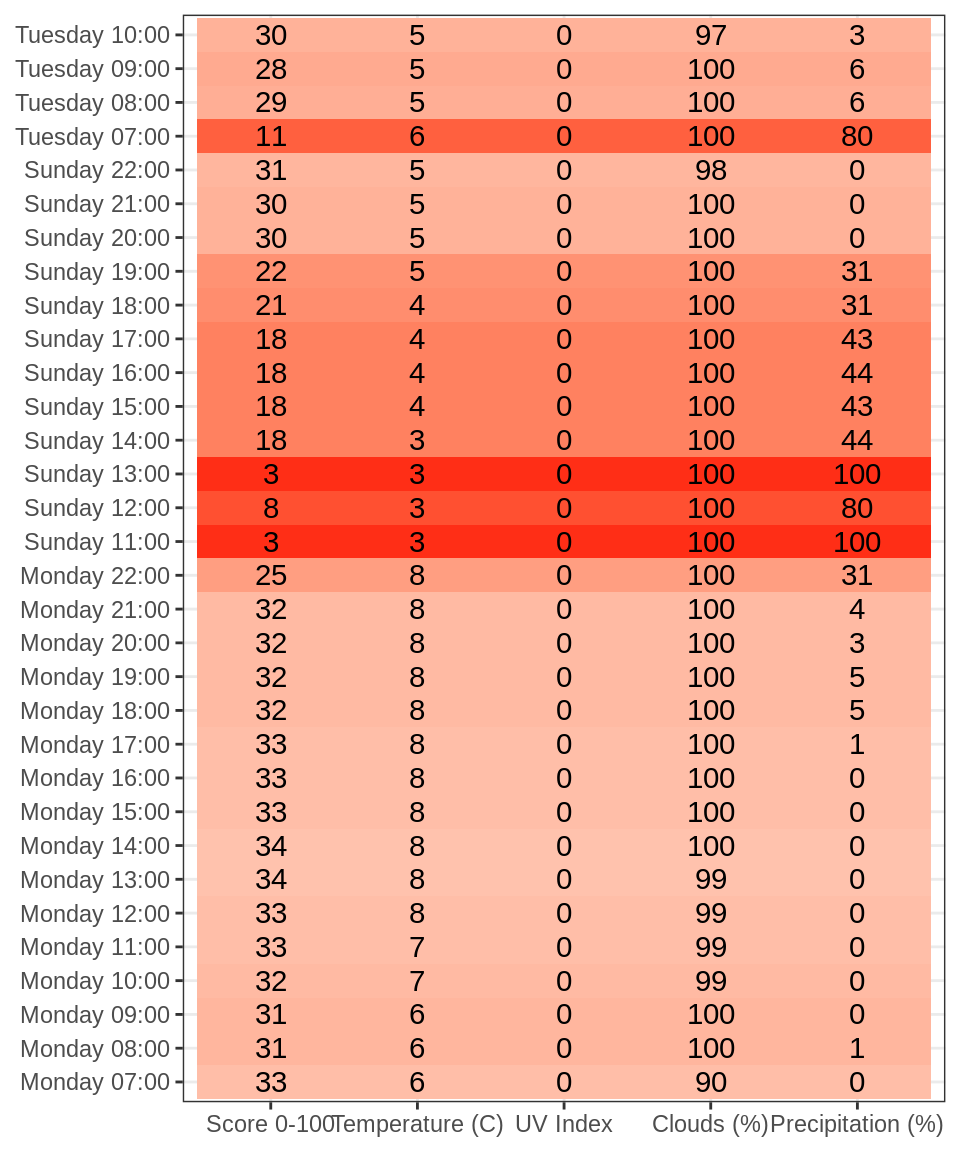 Tuesday 10:00 30 5 0 97 3
Tuesday 09:00 28 5 0 100 6
Tuesday 08:00 29 5 0 100 6
Tuesday 07:00 11 6 0 100 80
Sunday 22:00 31 5 0 98 0
Sunday 21:00 30 5 0 100 0
Sunday 20:00 30 5 0 100 0
Sunday 19:00 22 5 0 100 31
Sunday 18:00 21 4 0 100 31
Sunday 17:00 18 4 0 100 43
Sunday 16:00 18 4 0 100 44
Sunday 15:00 18 4 0 100 43
Sunday 14:00 18 3 0 100 44
Sunday 13:00 3 3 0 100 100
Sunday 12:00 8 3 0 100 80
Sunday 11:00 3 3 0 100 100
Monday 22:00 25 8 0 100 31
Monday 21:00 32 8 0 100 4
Monday 20:00 32 8 0 100 3
Monday 19:00 32 8 0 100 5
Monday 18:00 32 8 0 100 5
Monday 17:00 33 8 0 100 1
Monday 16:00 33 8 0 100 0
Monday 15:00 33 8 0 100 0
Monday 14:00 34 8 0 100 0
Monday 13:00 34 8 0 99 0
Monday 12:00 33 8 0 99 0
Monday 11:00 33 7 0 99 0
Monday 10:00 32 7 0 99 0
Monday 09:00 31 6 0 100 0
Monday 08:00 31 6 0 100 1
Monday 07:00 33 6 0 90 0
Score 0-100 Temperature (C) UV Index Clouds (%) Precipitation (%)